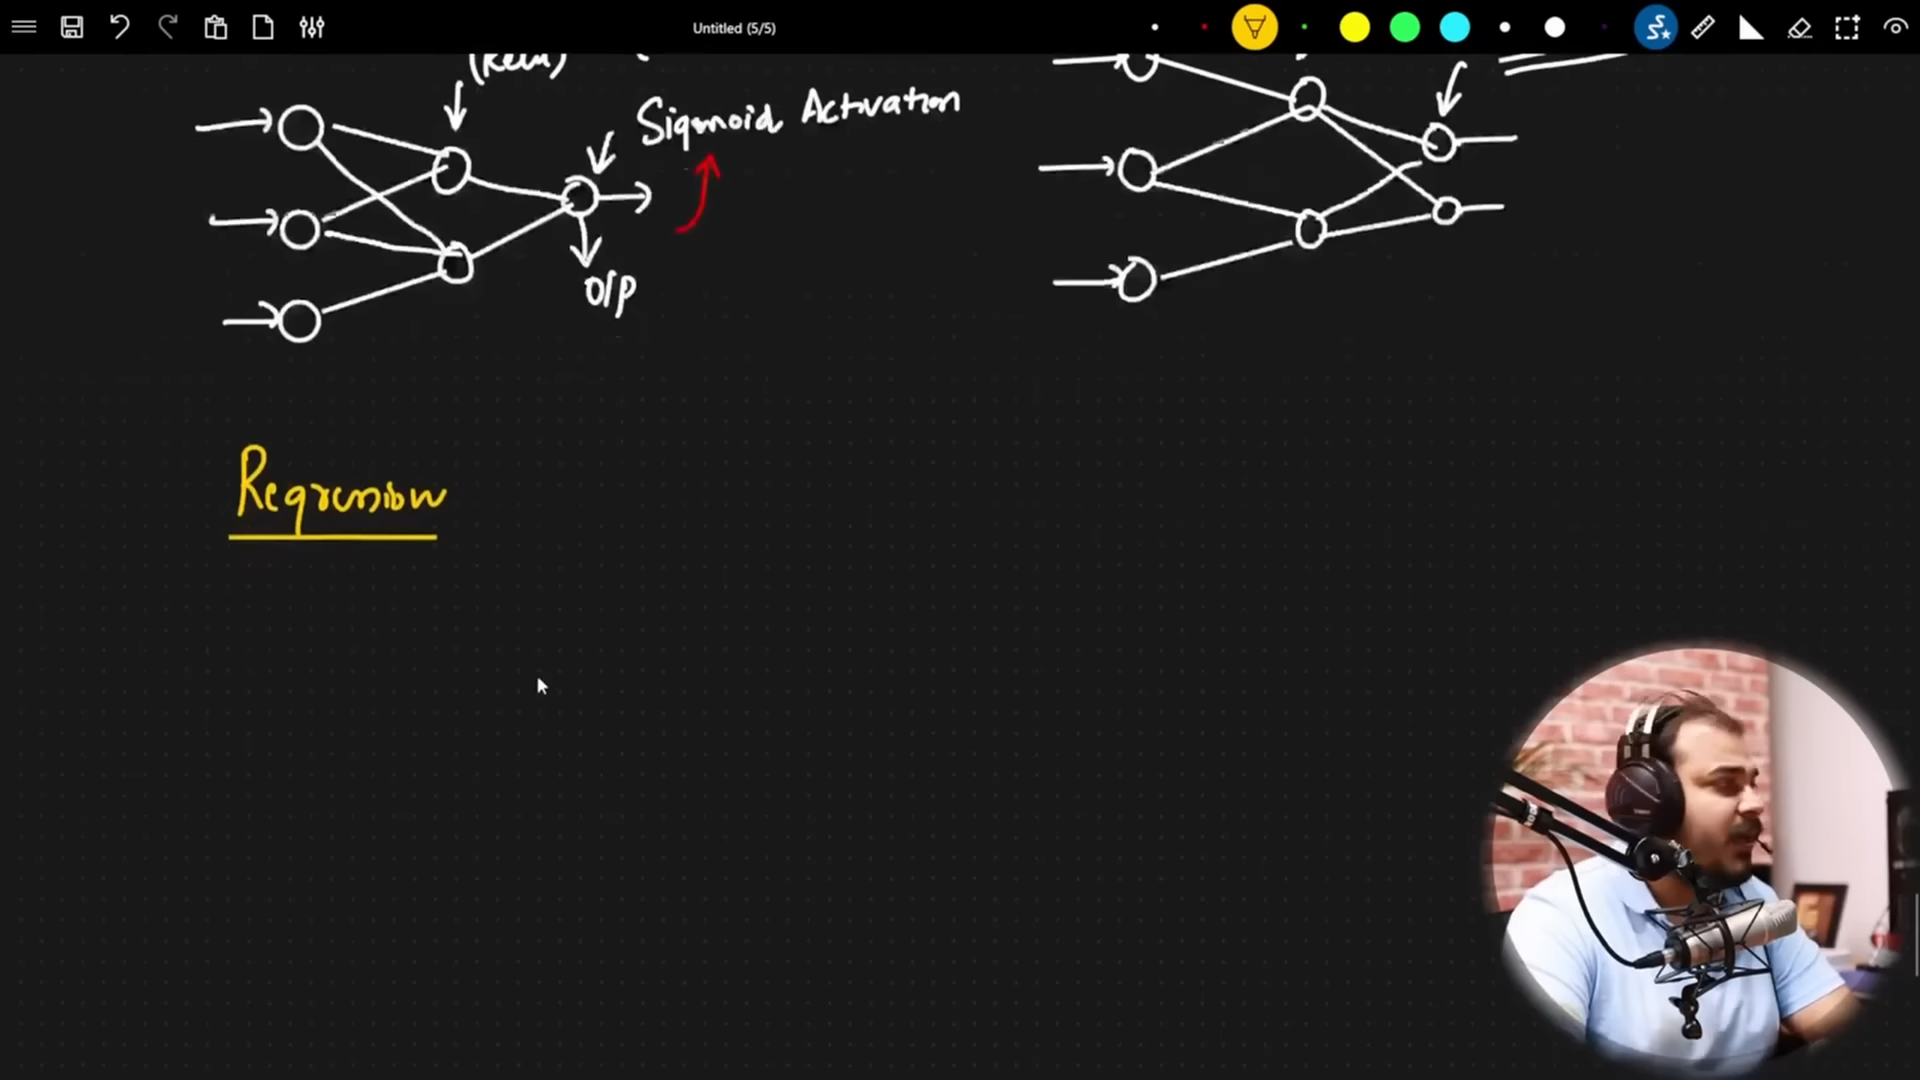 Untitled (5/5)
(Relu)
Sigmoid Activation
O/P
Regression